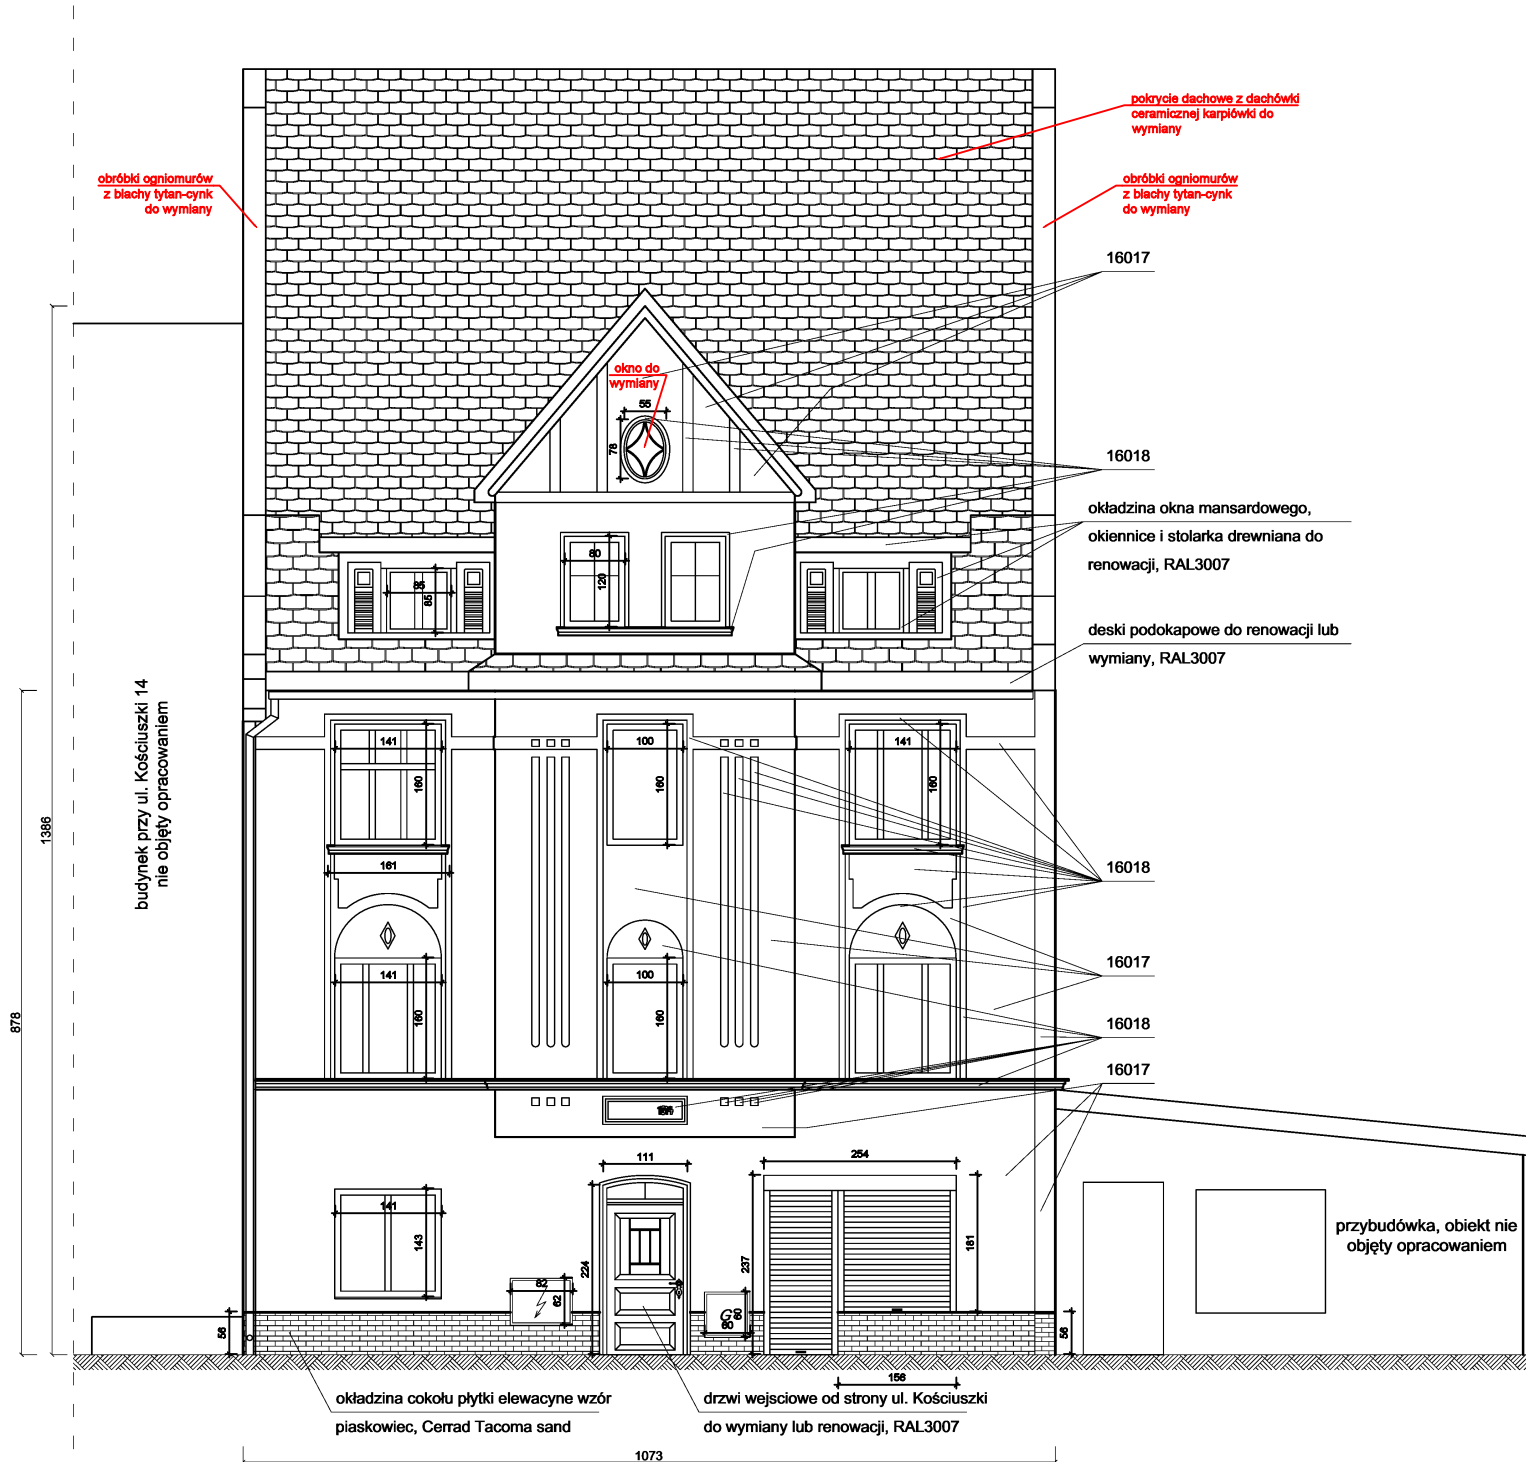 pokrycie dachowe z dachówki
ceramicznej karpiówki do
wymiany
obróbki ogniomurów
z blachy tytan-cynk
do wymiany
obróbki ogniomurów
z blachy tytan-cynk
do wymiany
16017
okno do
wymiany
55
78
16018
okładzina okna mansardowego,
okiennice i stolarka drewniana do
renowacji, RAL3007
80
120
85
85
deski podokapowe do renowacji lub
wymiany, RAL3007
budynek przy ul. Kościuszki 14
nie objęty opracowaniem
1386
878
141
160
100
160
141
160
161
16018
141
160
100
160
16017
16018
16017
111
254
141
143
224
237
181
82
62
G
60
60
przybudówka, obiekt nie
objęty opracowaniem
56
56
156
okładzina cokołu płytki elewacyne wzór
piaskowiec, Cerrad Tacoma sand
drzwi wejsciowe od strony ul. Kościuszki
do wymiany lub renowacji, RAL3007
1073